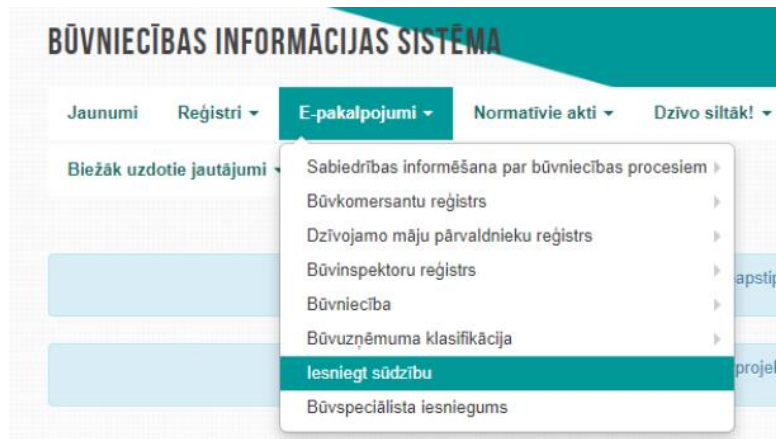 BŪVNIECĪBAS INFORMĀCIJAS SISTĒMA
Jaunumi Reģistri E-pakalpojumi Normatīvie akti Dzīvo siltāk!
Biežāk uzdotie jautājumi
Sabiedrības informēšana par būvniecības procesiem
Būvkomersantu reģistrs
Dzīvojamo māju pārvaldnieku reģistrs
Būvinspektoru reģistrs
Būvniecība
Būvuzņēmuma klasifikācija
Iesniegt sūdzību
Būvspeciālista iesniegums